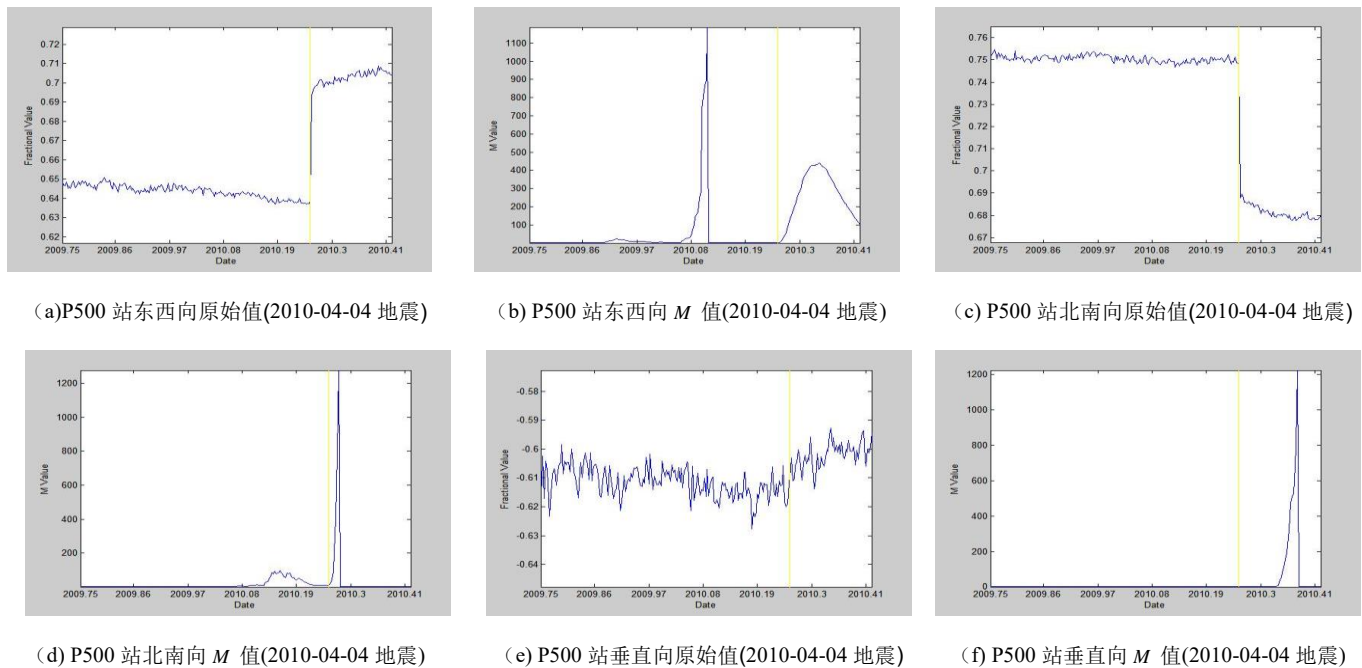 0.72
0.71
0.7
0.69
0.68
0.67
0.66
0.65
0.64
0.63
0.62
Fractional Value
2009.75 2009.86 2009.97 2010.08 2010.19 2010.3 2010.41
Date
1100
1000
900
800
700
600
500
400
300
200
100
M Value
2009.75 2009.86 2009.97 2010.08 2010.19 2010.3 2010.41
Date
0.76
0.75
0.74
0.73
0.72
0.71
0.7
0.69
0.68
0.67
Fractional Value
2009.75 2009.86 2009.97 2010.08 2010.19 2010.3 2010.41
Date
（a)P500 站东西向原始值(2010-04-04 地震)
（b) P500 站东西向 M 值(2010-04-04 地震)
（c) P500 站北南向原始值(2010-04-04 地震)
1200
1000
800
600
400
200
M Value
2009.75 2009.86 2009.97 2010.08 2010.19 2010.3 2010.41
Date
-0.58
-0.59
-0.6
-0.61
-0.62
-0.63
-0.64
Fractional Value
2009.75 2009.86 2009.97 2010.08 2010.19 2010.3 2010.41
Date
1200
1000
800
600
400
200
0
M Value
2009.75 2009.86 2009.97 2010.08 2010.19 2010.3 2010.41
Date
（d) P500 站北南向 M 值(2010-04-04 地震)
（e) P500 站垂直向原始值(2010-04-04 地震)
（f) P500 站垂直向 M 值(2010-04-04 地震)